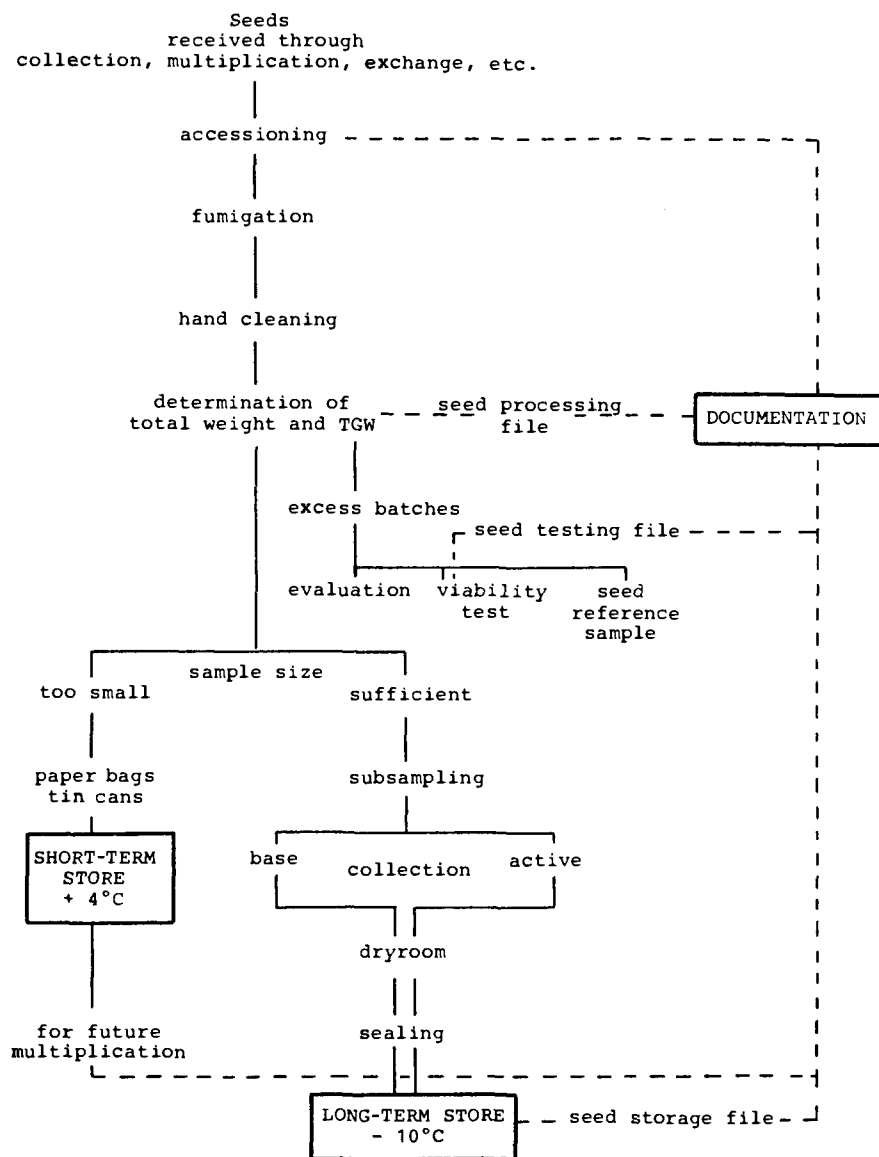 Seeds
received through
collection, multiplication, exchange, etc.
accessioning
fumigation
hand cleaning
determination of
total weight and TGW
seed processing
file
DOCUMENTATION
excess batches
seed testing file
evaluation
viability
test
seed
reference
sample
sample size
too small
sufficient
paper bags
tin cans
subsampling
SHORT-TERM
STORE
+ 4°C
base
collection
active
dryroom
for future
multiplication
sealing
LONG-TERM STORE
- 10°C
seed storage file